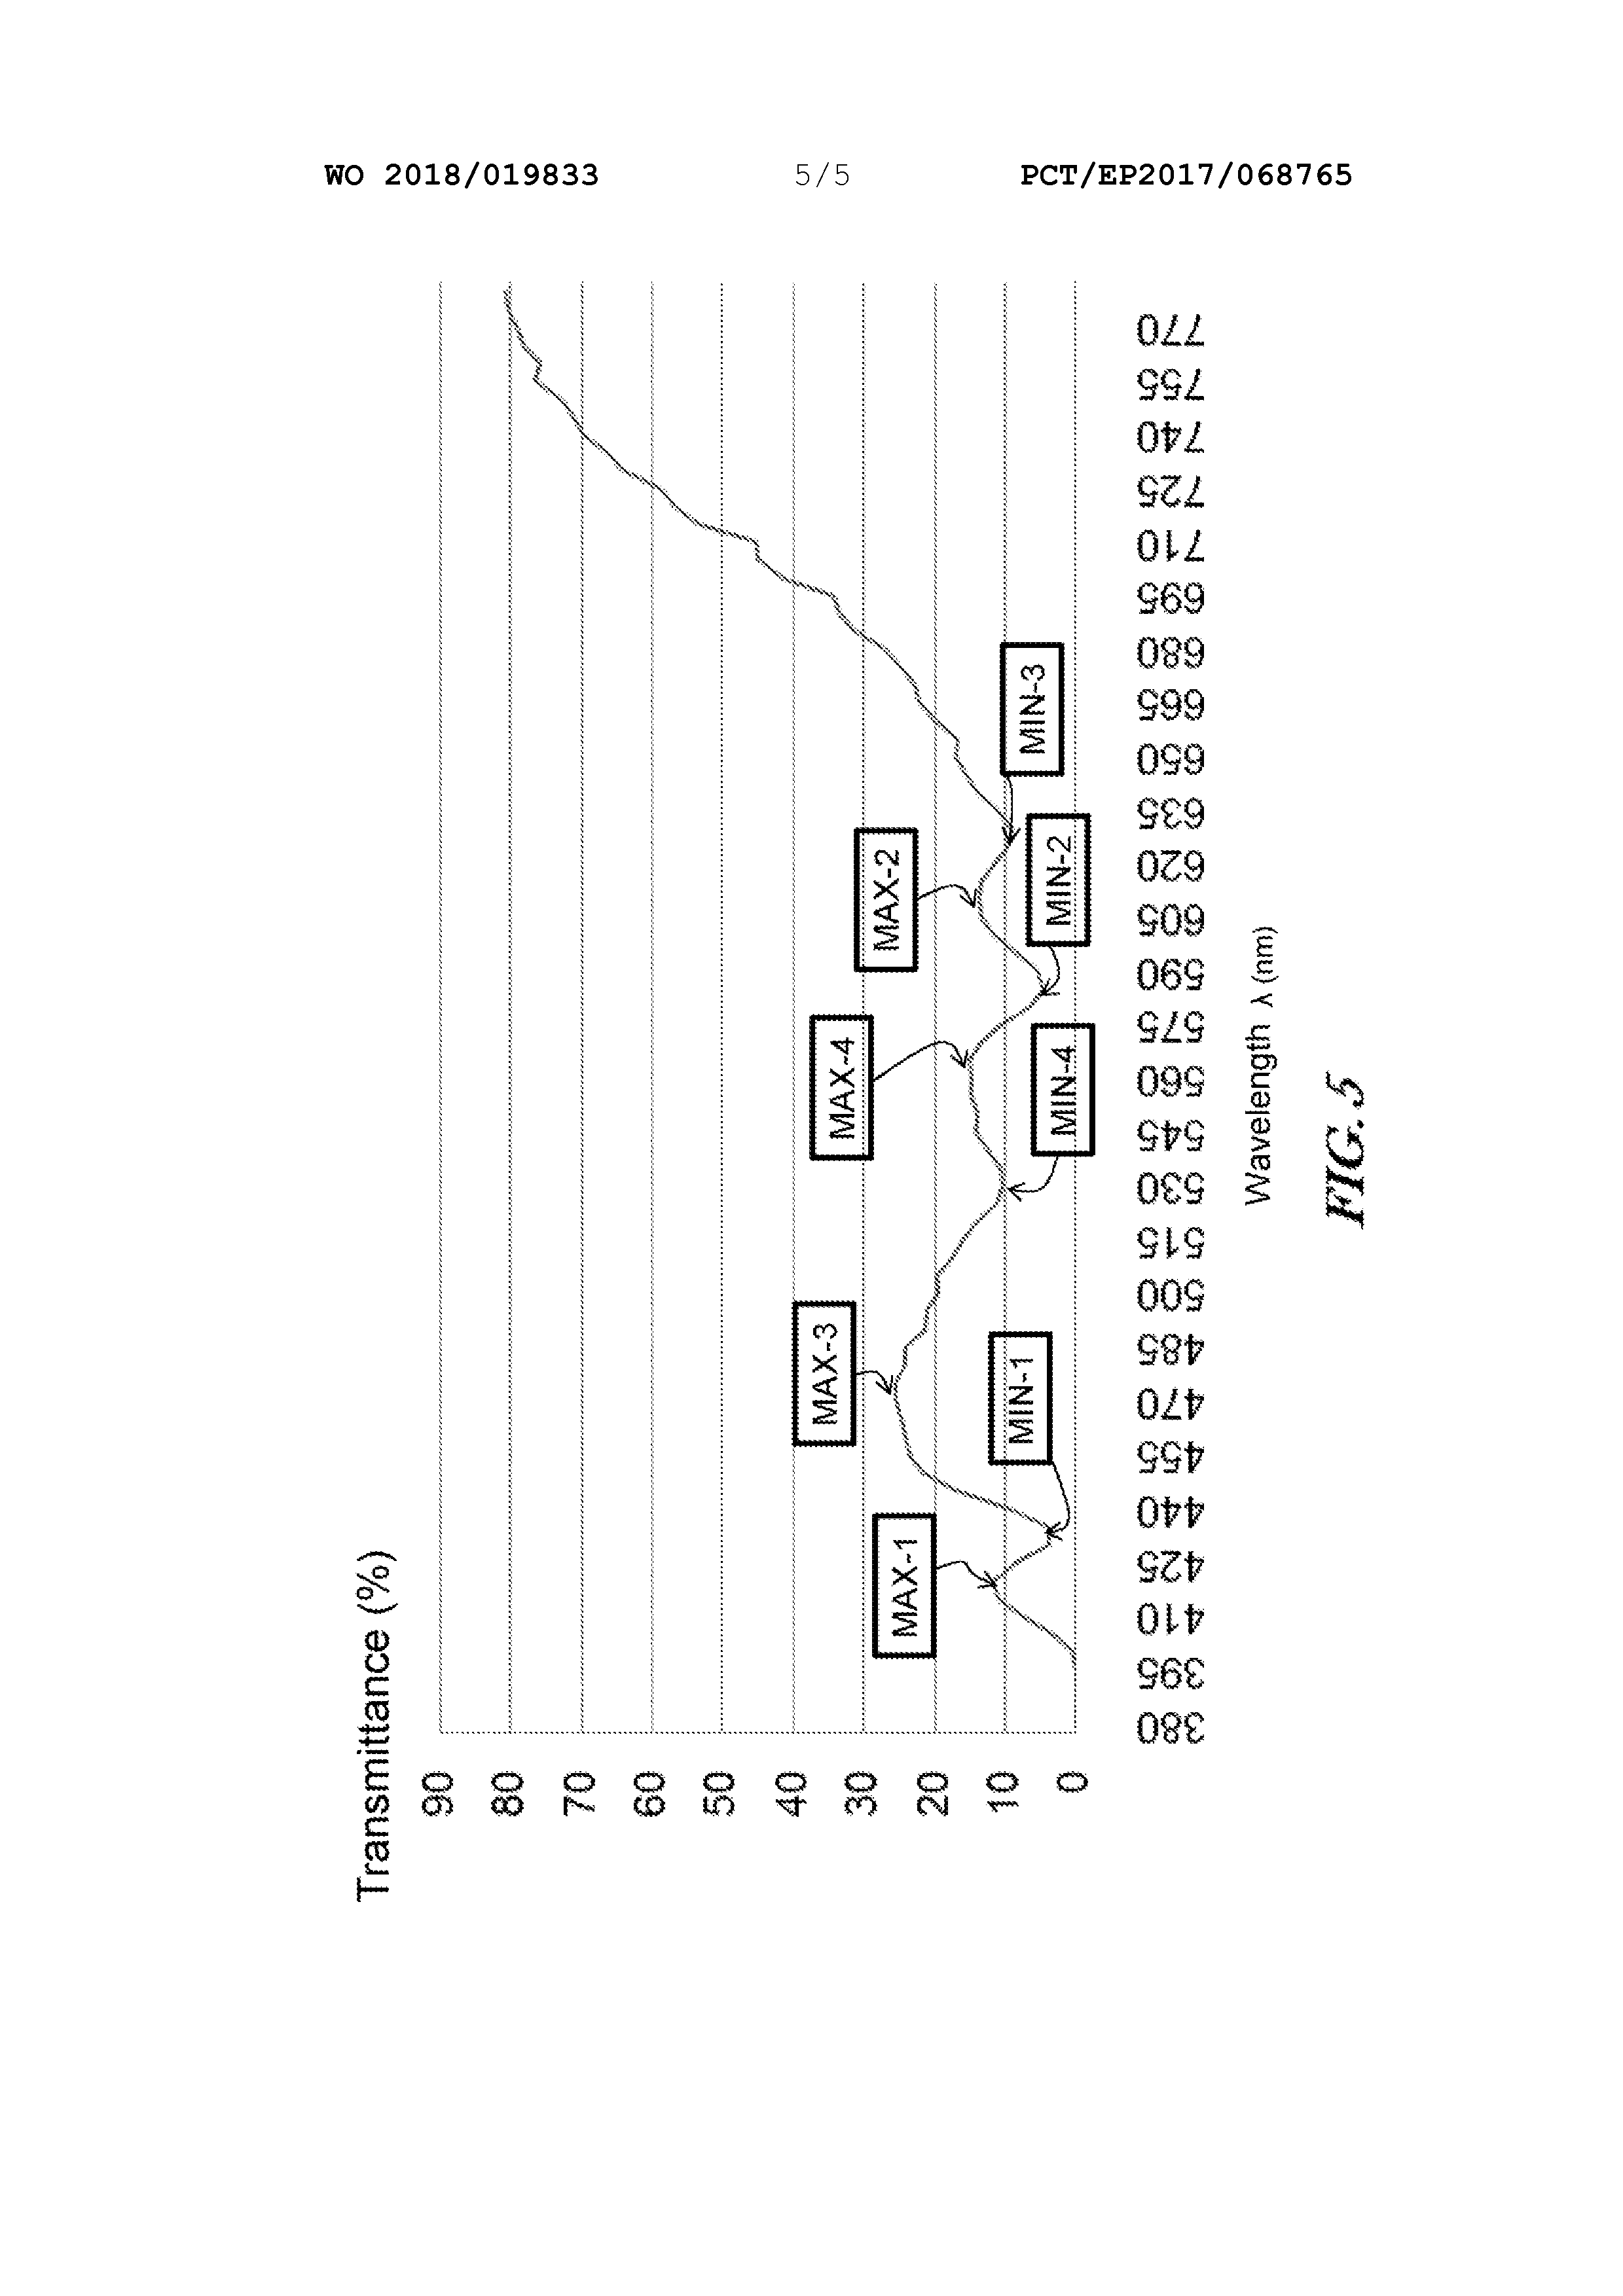 WO 2018/019833 5/5 PCT/EP2017/068765
Transmittance (%)
90
80
70
60
50
40
30
20
10
0
MAX-1
MAX-3
MAX-4
MAX-2
MIN-1
MIN-4
MIN-2
MIN-3
380 395 410 425 440 455 470 485 500 515 530 545 560 575 590 605 620 635 650 665 680 695 710 725 740 755 770
Wavelength λ (nm)
FIG. 5